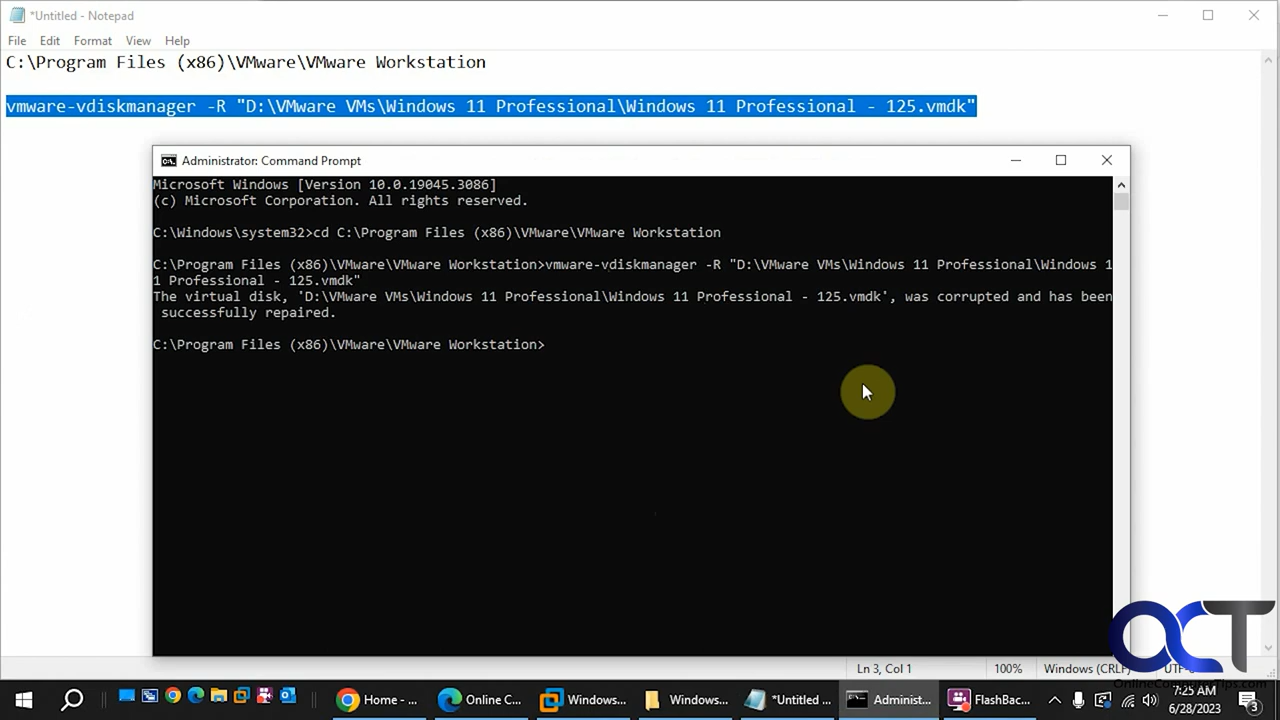 *Untitled - Notepad
File Edit Format View Help
C:\Program Files (x86)\VMware\VMware Workstation
vmware-vdiskmanager -R "D:\VMware VMs\Windows 11 Professional\Windows 11 Professional - 125.vmdk"
Administrator: Command Prompt
Microsoft Windows [Version 10.0.19045.3086]
(c) Microsoft Corporation. All rights reserved.
C:\Windows\system32>cd C:\Program Files (x86)\VMware\VMware Workstation
C:\Program Files (x86)\VMware\VMware Workstation>vmware-vdiskmanager -R "D:\VMware VMs\Windows 11 Professional\Windows 1
1 Professional - 125.vmdk"
The virtual disk, 'D:\VMware VMs\Windows 11 Professional\Windows 11 Professional - 125.vmdk', was corrupted and has been
successfully repaired.
C:\Program Files (x86)\VMware\VMware Workstation>
Ln 3, Col 1 100% Windows (CRLF)
OCT
OnlineComputerTips.com
Home - ... Online C... Windows... Windows... *Untitled ... Administ... FlashBac... 7:25 AM
6/28/2023
3